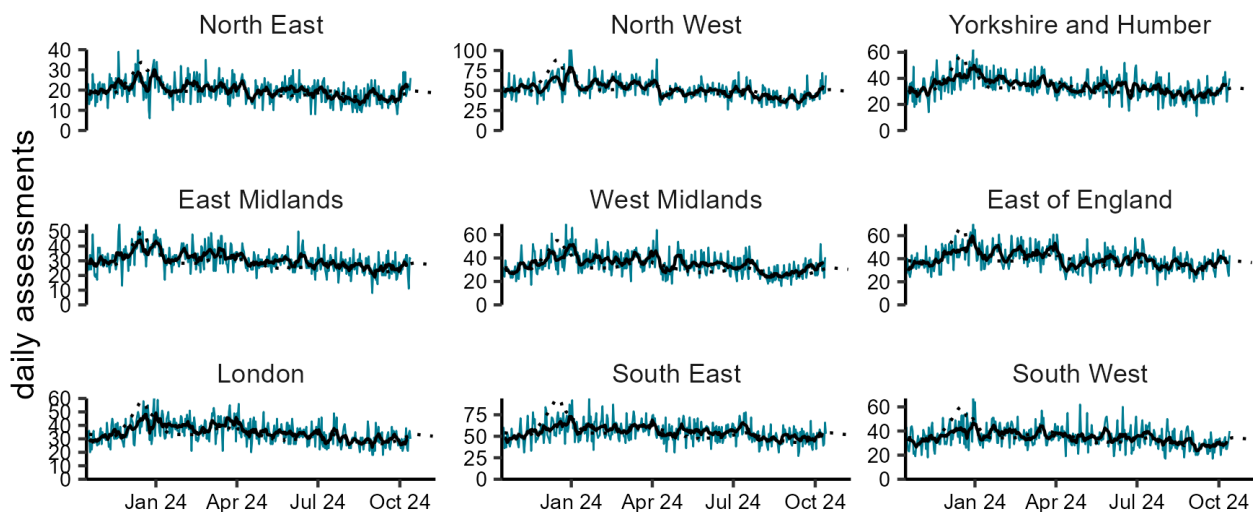 North East North West Yorkshire and Humber
40 100 60
30 75 40
20 50 20
10 25 0
0 0
East Midlands West Midlands East of England
50 60 60
40 40 40
30 20 20
20 0 0
10
0
London South East South West
60 75 60
50 50 40
40 25 20
30 0 0
20
10
0
Jan 24 Apr 24 Jul 24 Oct 24 Jan 24 Apr 24 Jul 24 Oct 24 Jan 24 Apr 24 Jul 24 Oct 24
daily assessments